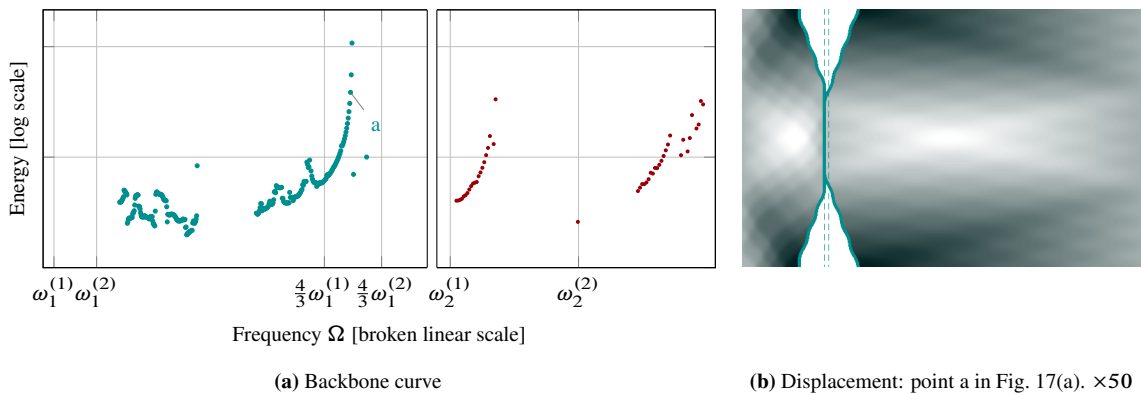 Energy [log scale]
a
ω₁⁽¹⁾ ω₁⁽²⁾ 4/3ω₁⁽¹⁾ 4/3ω₁⁽²⁾ ω₂⁽¹⁾ ω₂⁽²⁾
Frequency Ω [broken linear scale]
(a) Backbone curve
(b) Displacement: point a in Fig. 17(a). ×50